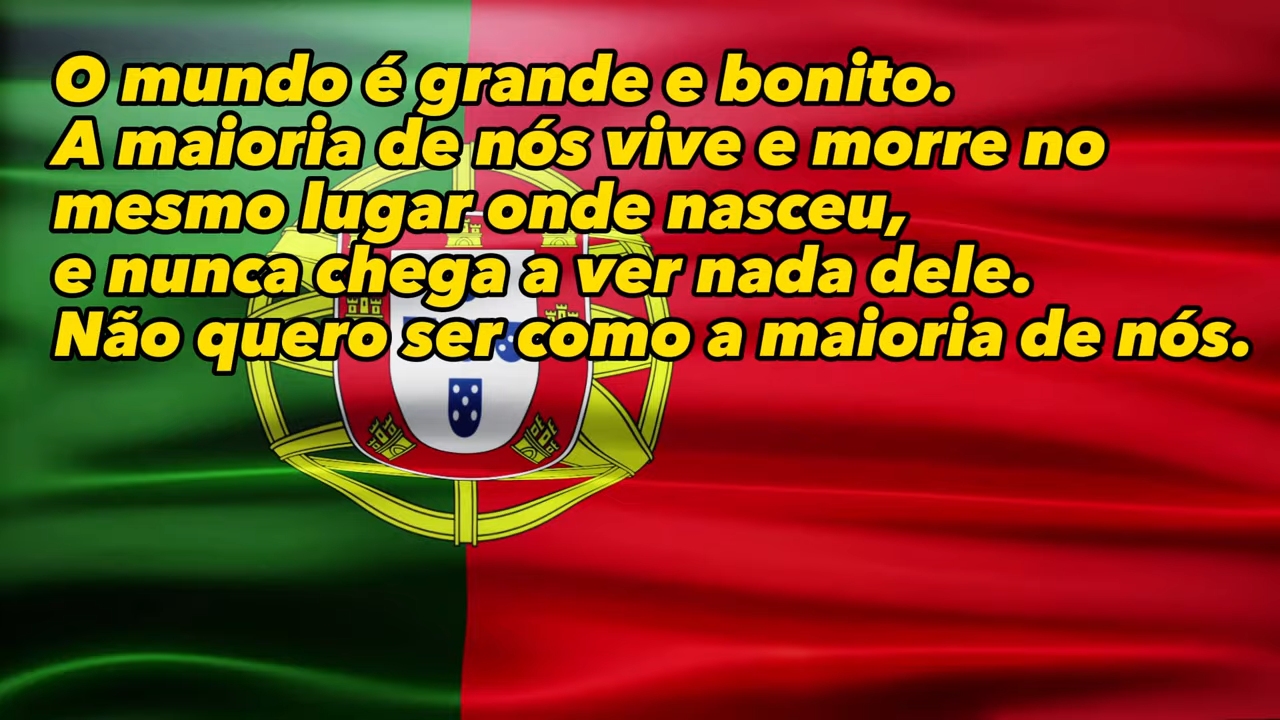 O mundo é grande e bonito.
A maioria de nós vive e morre no
mesmo lugar onde nasceu,
e nunca chega a ver nada dele.
Não quero ser como a maioria de nós.